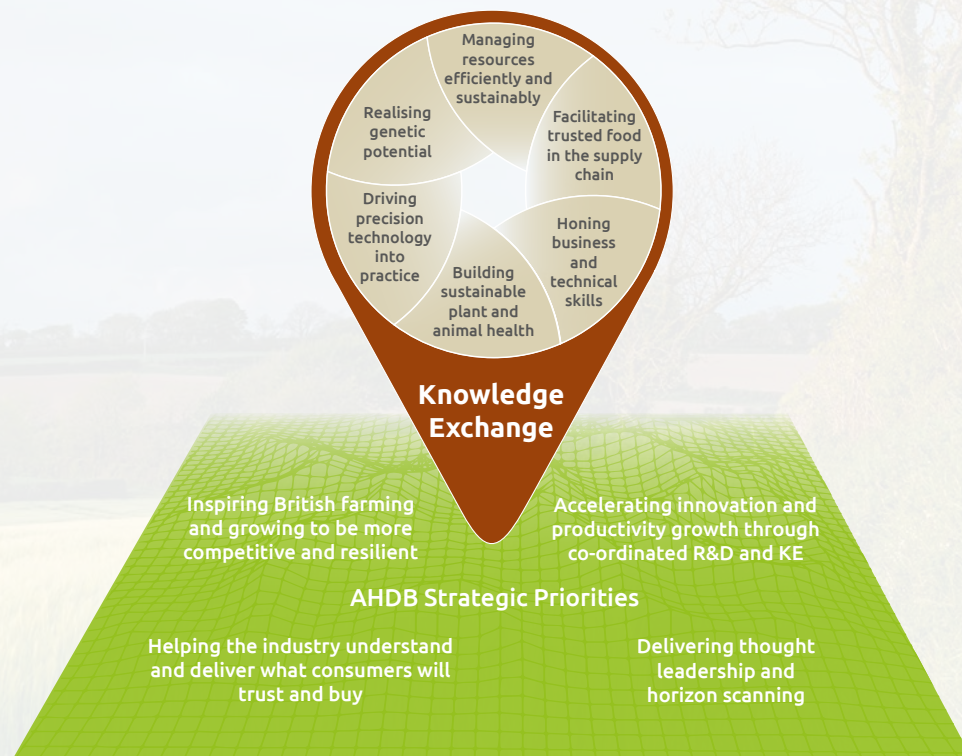 Managing
resources
efficiently and
sustainably
Realising
genetic
potential
Facilitating
trusted food
in the supply
chain
Driving
precision
technology
into
practice
Honing
business
and
technical
skills
Building
sustainable
plant and
animal health
Knowledge
Exchange
Inspiring British farming
and growing to be more
competitive and resilient
Accelerating innovation and
productivity growth through
co-ordinated R&D and KE
AHDB Strategic Priorities
Helping the industry understand
and deliver what consumers will
trust and buy
Delivering thought
leadership and
horizon scanning